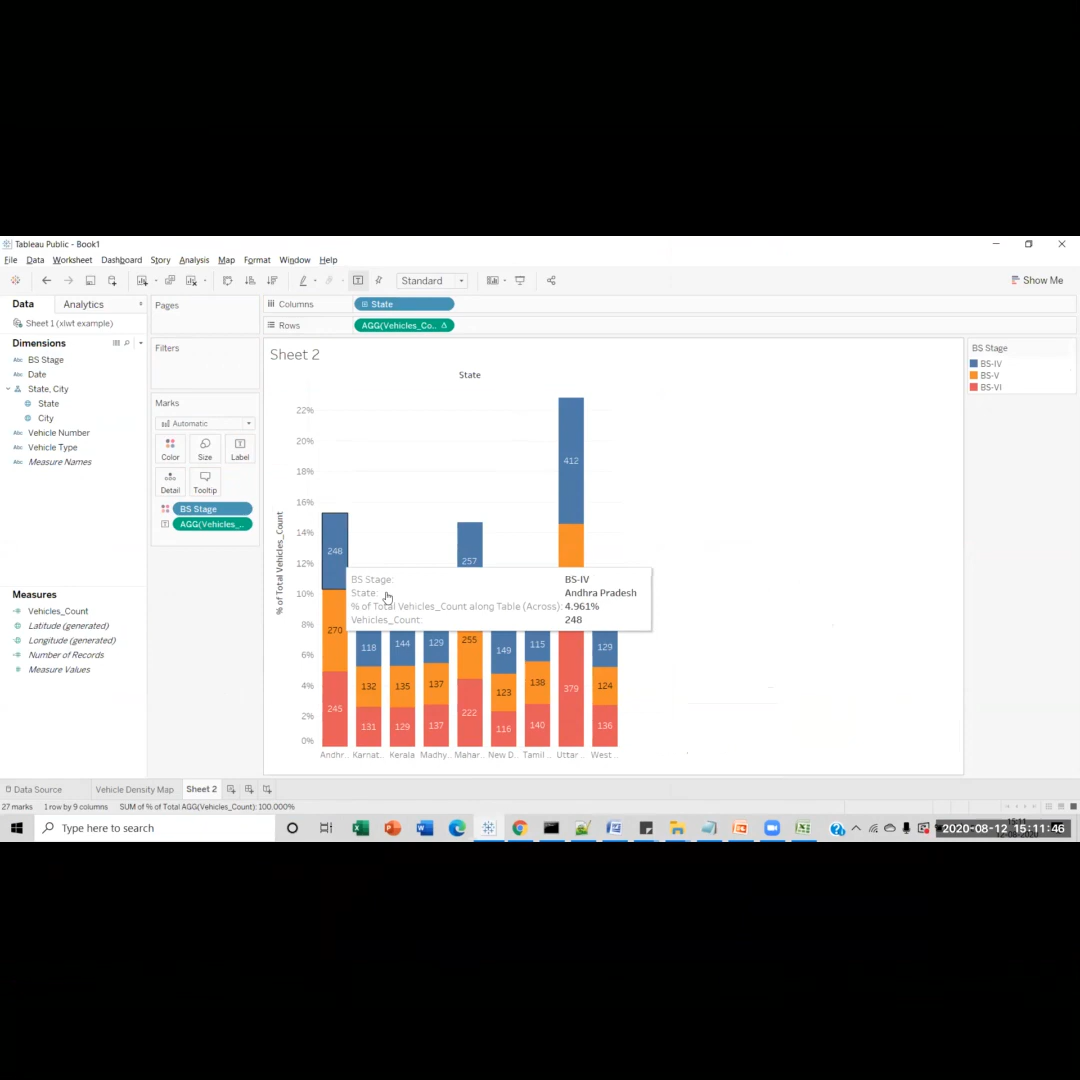 Tableau Public - Book1
File Data Worksheet Dashboard Story Analysis Map Format Window Help
Standard
Show Me
Data Analytics
Sheet 1 (xlwt example)
Dimensions
Abc BS Stage
Abc Date
State, City
State
City
Abc Vehicle Number
Abc Vehicle Type
Abc Measure Names
Measures
Vehicles_Count
Latitude (generated)
Longitude (generated)
Number of Records
Measure Values
Pages
Filters
Marks
Automatic
Color Size Label
Detail Tooltip
BS Stage
AGG(Vehicles_..
Columns State
Rows AGG(Vehicles_Co.. Δ
Sheet 2
State
% of Total Vehicles_Count
22%
20%
18%
16%
14%
12%
10%
8%
6%
4%
2%
0%
412
248
257
270
118 144 129 255 149 115 129
132 135 137 123 138 124
245 131 129 137 222 116 140 379 136
Andhr.. Karnat.. Kerala Madhy.. Mahar.. New D.. Tamil .. Uttar .. West ..
BS Stage: BS-IV
State: Andhra Pradesh
% of Total Vehicles_Count along Table (Across): 4.961%
Vehicles_Count: 248
BS Stage
BS-IV
BS-V
BS-VI
Data Source Vehicle Density Map Sheet 2
27 marks 1 row by 9 columns SUM of % of Total AGG(Vehicles_Count): 100.000%
Type here to search
2020-08-12 15:11:46